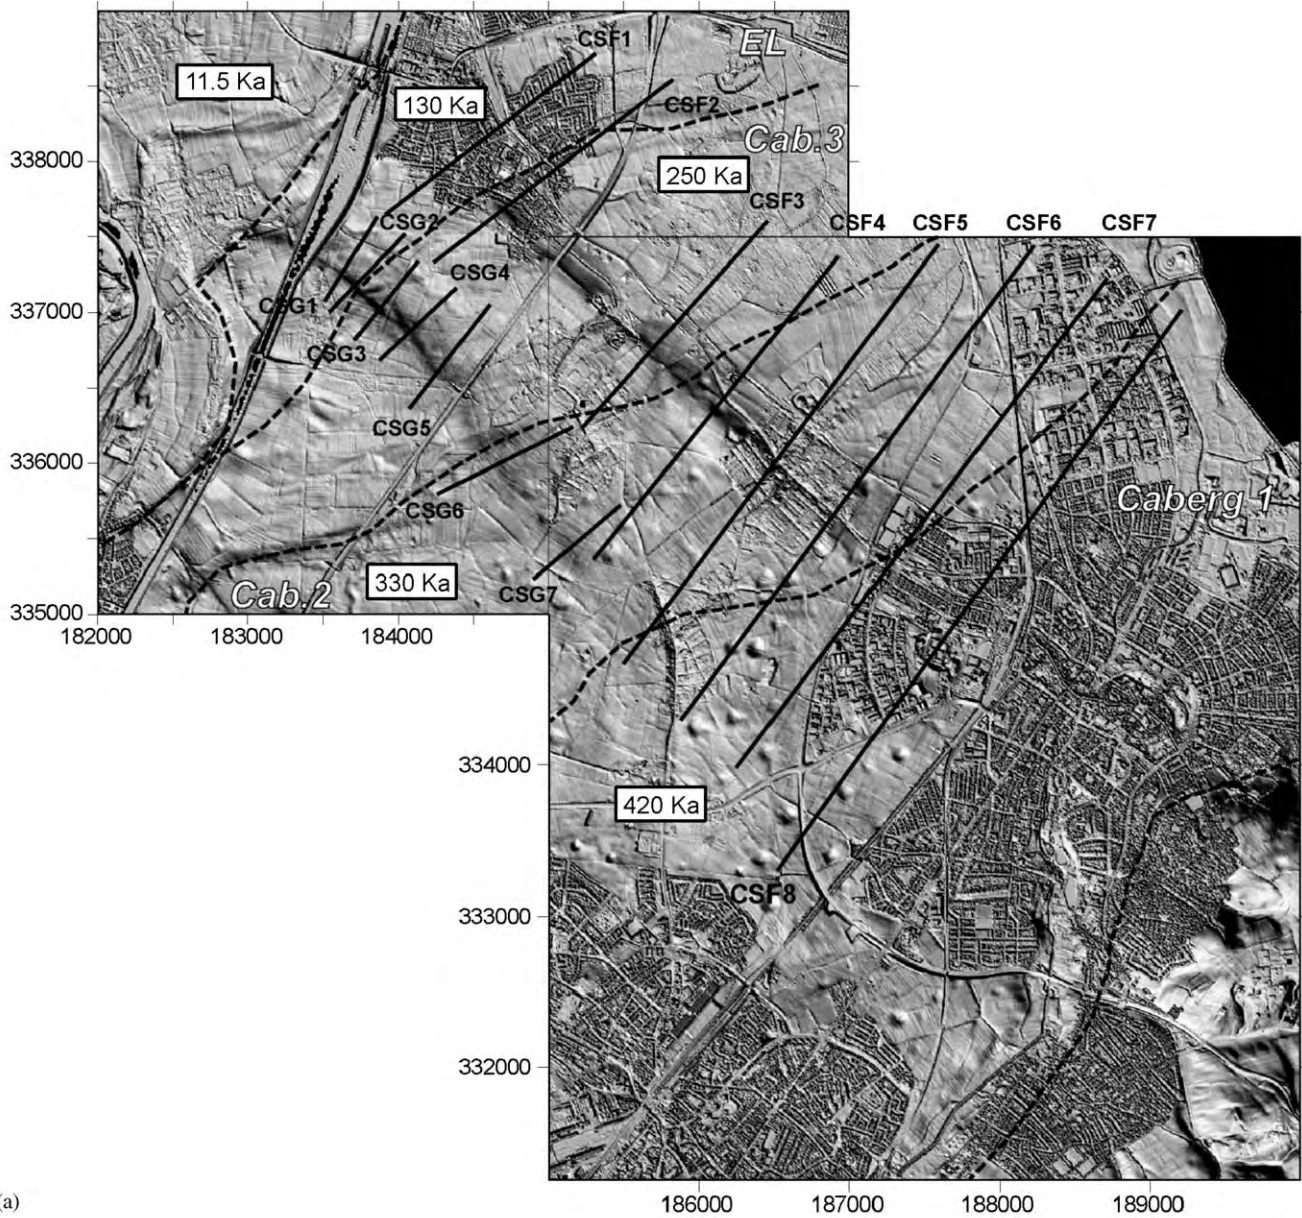 CSF1
EL
11.5 Ka
130 Ka
CSF2
Cab.3
338000
250 Ka
CSF3
CSG2
CSF4
CSF5
CSF6
CSF7
CSG4
CSG1
337000
CSG3
CSG5
336000
CSG6
Caberg 1
330 Ka
Cab.2
CSG7
335000
182000
183000
184000
334000
420 Ka
CSF8
333000
332000
(a)
186000
187000
188000
189000